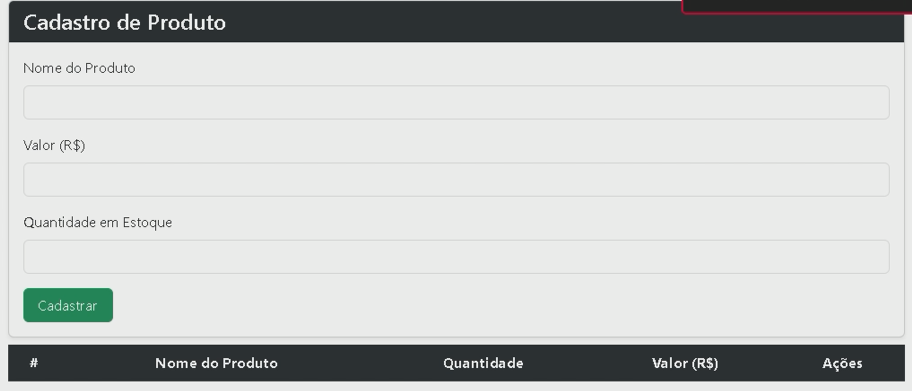 Cadastro de Produto
Nome do Produto
Valor (R$)
Quantidade em Estoque
Cadastrar
# Nome do Produto Quantidade Valor (R$) Ações